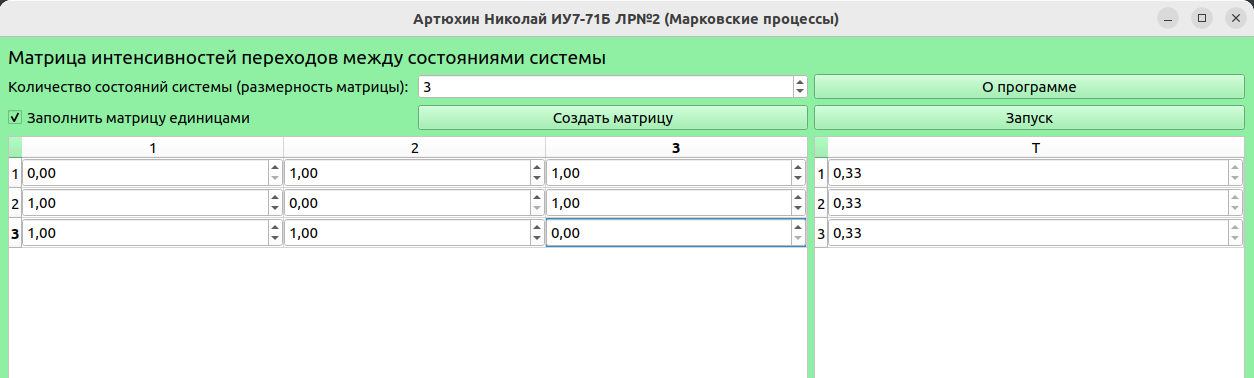 Артюхин Николай ИУ7-71Б ЛР№2 (Марковские процессы)
Матрица интенсивностей переходов между состояниями системы
Количество состояний системы (размерность матрицы): 3 О программе
Заполнить матрицу единицами Создать матрицу Запуск
1 2 3 T
1 0,00 1,00 1,00 1 0,33
2 1,00 0,00 1,00 2 0,33
3 1,00 1,00 0,00 3 0,33